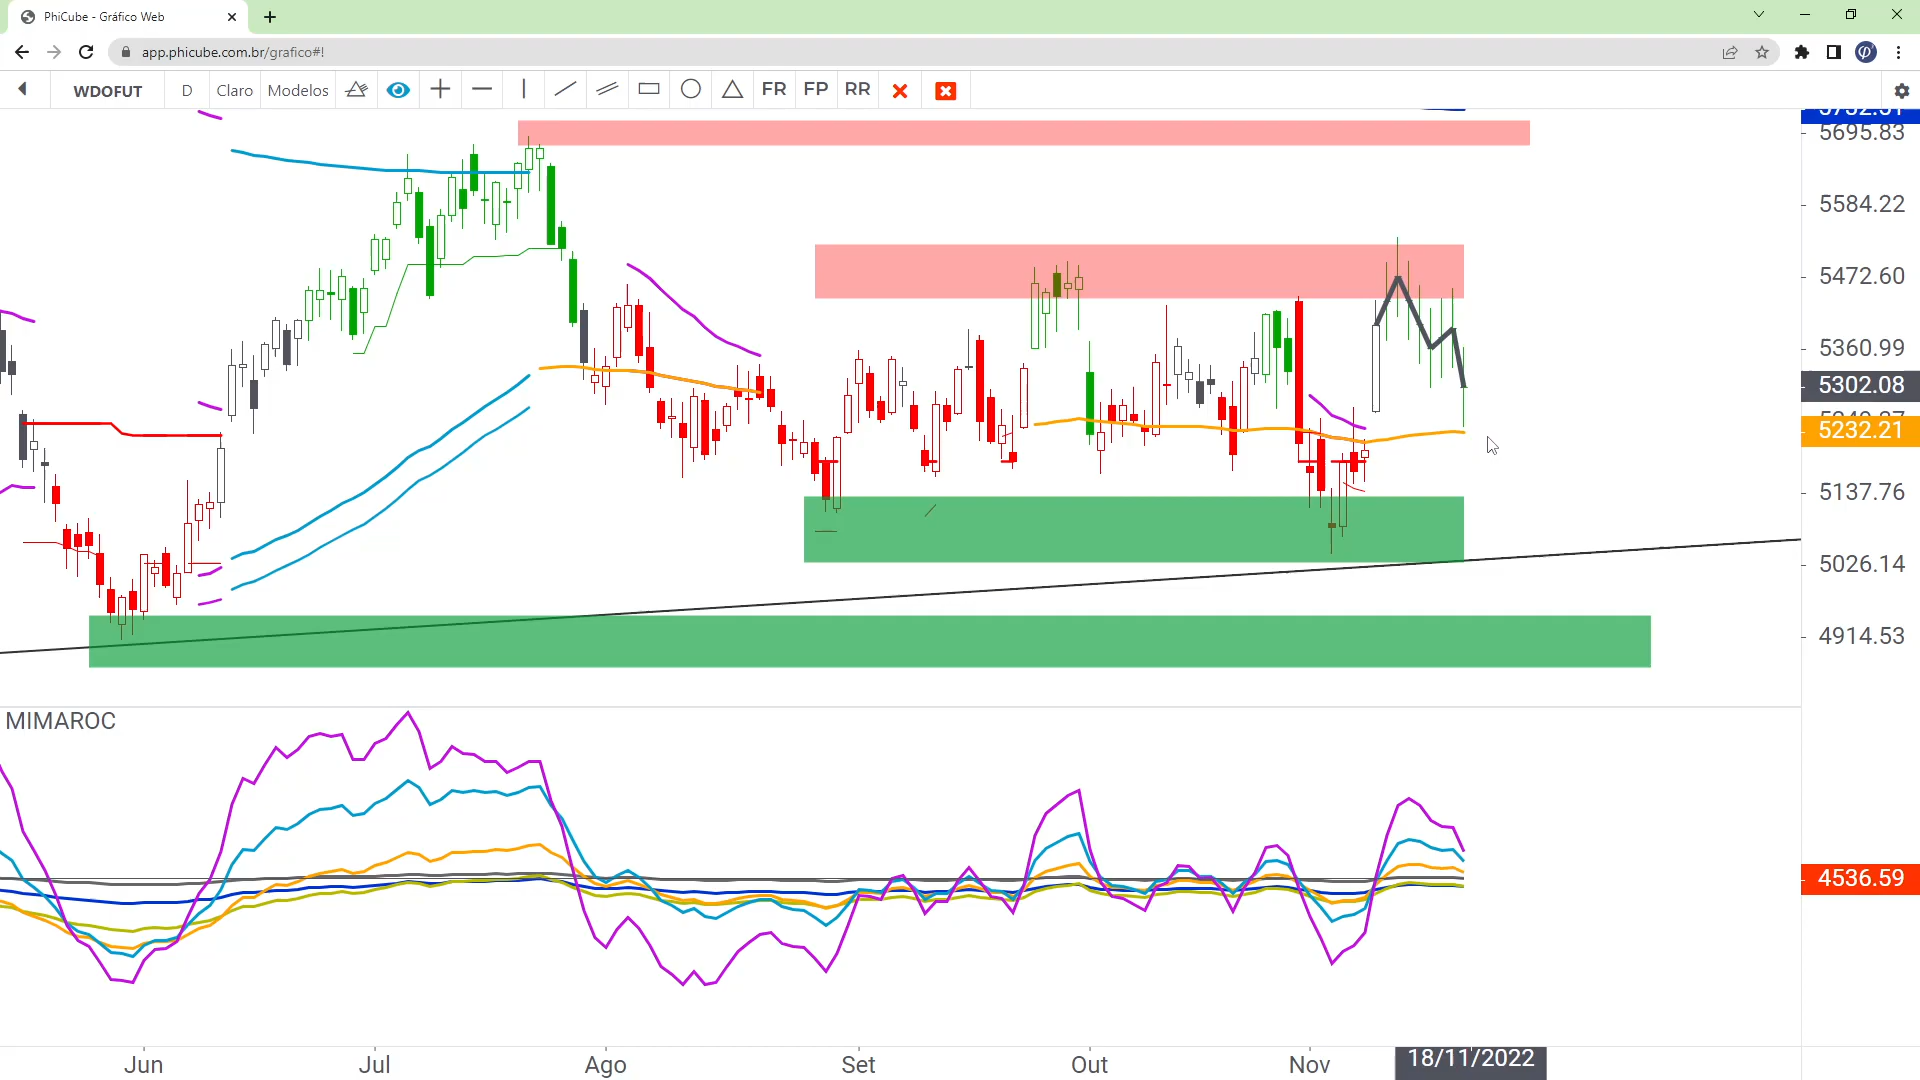 PhiCube - Gráfico Web
app.phicube.com.br/grafico#!
WDOFUT D Claro Modelos FR FP RR
5695.83
5584.22
5472.60
5360.99
5302.08
5232.21
5137.76
5026.14
4914.53
MIMAROC
4536.59
Jun Jul Ago Set Out Nov 18/11/2022